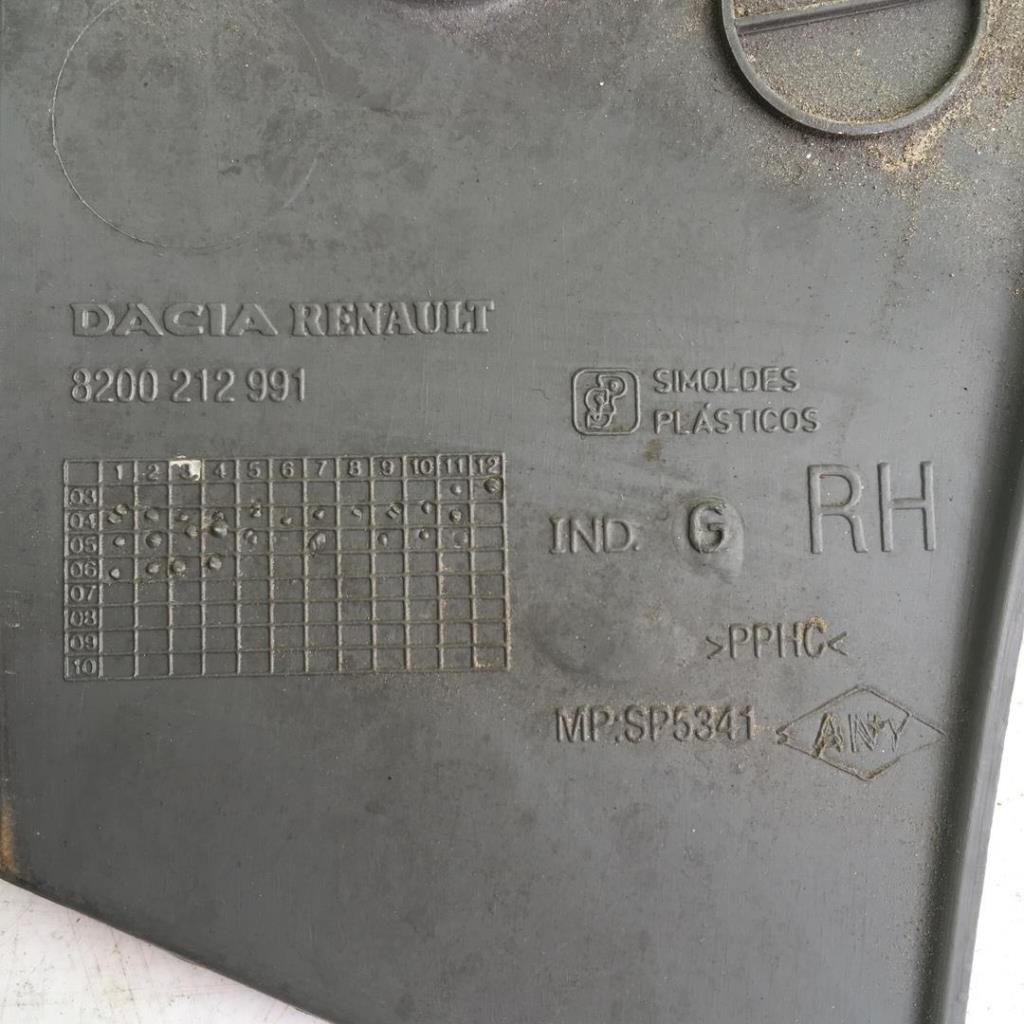 DACIA RENAULT
8200 212 991
SIMOLDES
PLÁSTICOS
1 2 3 4 5 6 7 8 9 10 11 12
03
04
05
06
07
08
09
10
IND. G RH
>PPHC<
MP:SP5341
ANY